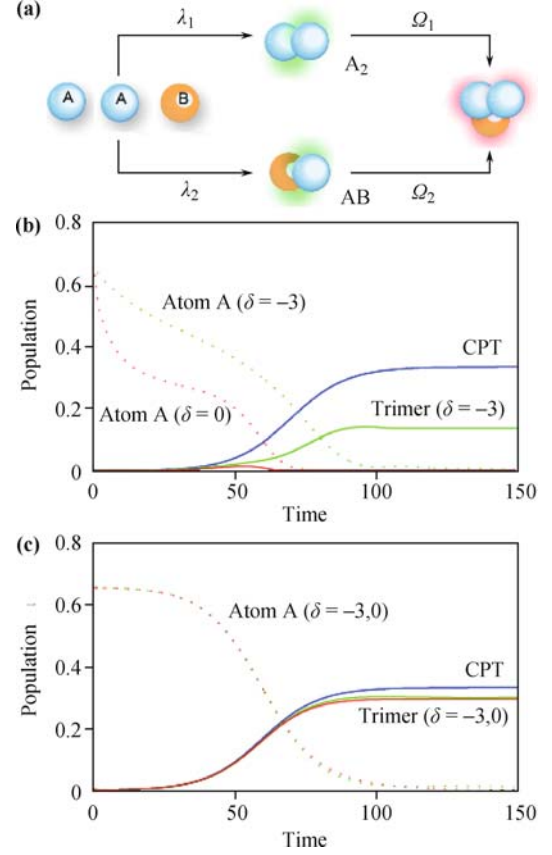 (a)
λ₁
Ω₁
A₂
A A B
λ₂
AB
Ω₂
(b)
0.8
0.6
0.4
0.2
0
Population
Atom A (δ = −3)
Atom A (δ = 0)
CPT
Trimer (δ = −3)
0 50 100 150
Time
(c)
0.8
0.6
0.4
0.2
0
Population
Atom A (δ = −3,0)
CPT
Trimer (δ = −3,0)
0 50 100 150
Time